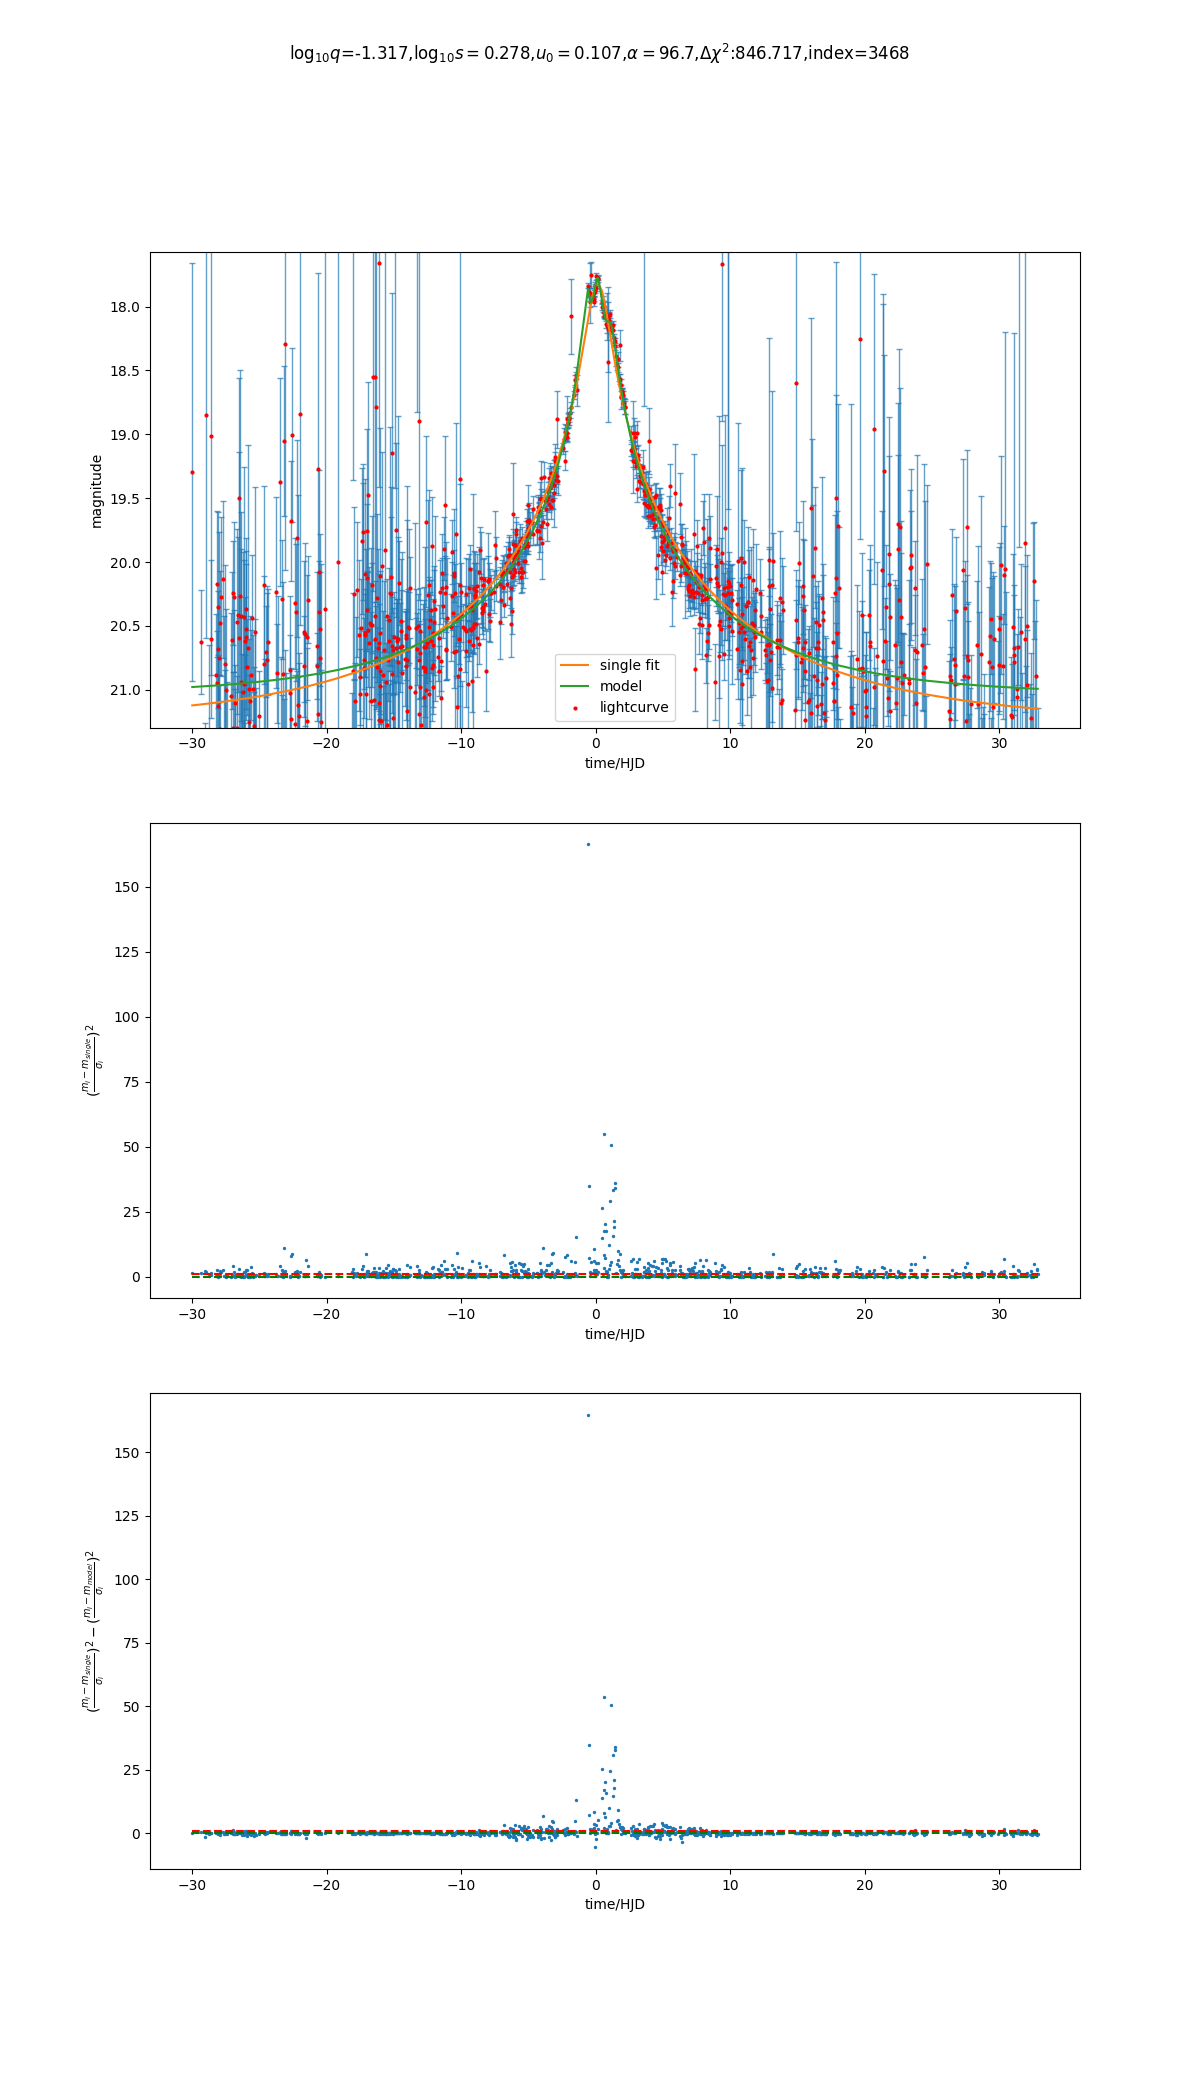 log₁₀q=-1.317,log₁₀s = 0.278,u₀ = 0.107,α = 96.7,Δχ²:846.717,index=3468
18.0
18.5
19.0
19.5
20.0
20.5
21.0
magnitude
single fit
model
lightcurve
−30 −20 −10 0 10 20 30
time/HJD
150
125
100
75
50
25
0
((mᵢ − m_single)/σᵢ)²
−30 −20 −10 0 10 20 30
time/HJD
150
125
100
75
50
25
0
((mᵢ − m_single)/σᵢ)² − ((mᵢ − m_model)/σᵢ)²
−30 −20 −10 0 10 20 30
time/HJD